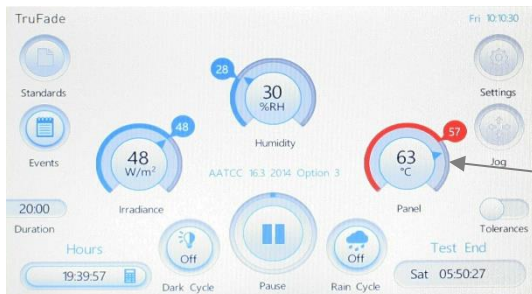 TruFade
Fri 10:10:30
Standards
28
30
%RH
Humidity
Settings
Events
48
48
W/m²
Irradiance
AATCC 16.3 2014 Option 3
57
63
°C
Panel
Jog
20:00
Duration
Tolerances
Hours
19:39:57
Off
Dark Cycle
Pause
Off
Rain Cycle
Test End
Sat 05:50:27